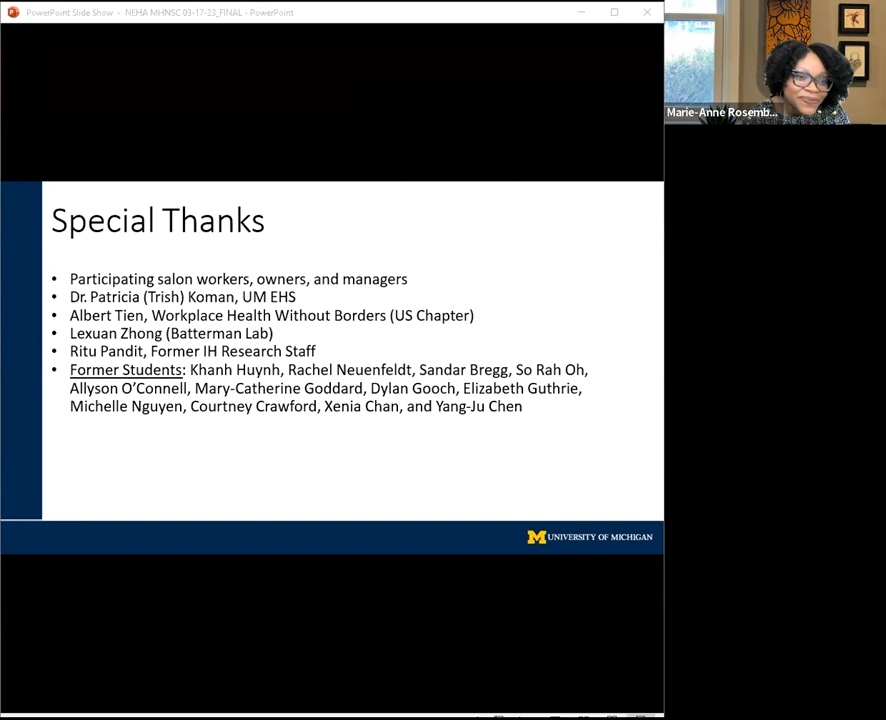 PowerPoint Slide Show - NEHA MHNSC 03-17-23_FINAL - PowerPoint
Marie-Anne Rosemb...
Special Thanks
• Participating salon workers, owners, and managers
• Dr. Patricia (Trish) Koman, UM EHS
• Albert Tien, Workplace Health Without Borders (US Chapter)
• Lexuan Zhong (Batterman Lab)
• Ritu Pandit, Former IH Research Staff
• Former Students: Khanh Huynh, Rachel Neuenfeldt, Sandar Bregg, So Rah Oh,
Allyson O'Connell, Mary-Catherine Goddard, Dylan Gooch, Elizabeth Guthrie,
Michelle Nguyen, Courtney Crawford, Xenia Chan, and Yang-Ju Chen
M UNIVERSITY OF MICHIGAN